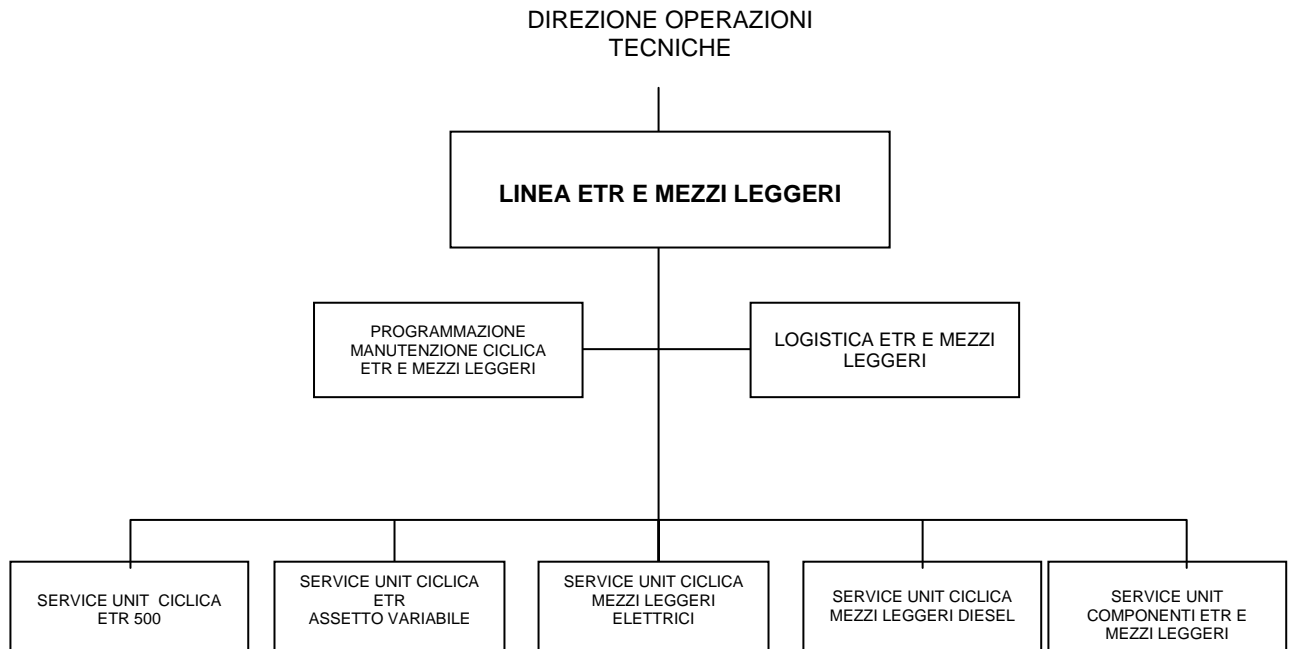 DIREZIONE OPERAZIONI
TECNICHE
LINEA ETR E MEZZI LEGGERI
PROGRAMMAZIONE
MANUTENZIONE CICLICA
ETR E MEZZI LEGGERI
LOGISTICA ETR E MEZZI
LEGGERI
SERVICE UNIT CICLICA
ETR 500
SERVICE UNIT CICLICA
ETR
ASSETTO VARIABILE
SERVICE UNIT CICLICA
MEZZI LEGGERI
ELETTRICI
SERVICE UNIT CICLICA
MEZZI LEGGERI DIESEL
SERVICE UNIT
COMPONENTI ETR E
MEZZI LEGGERI